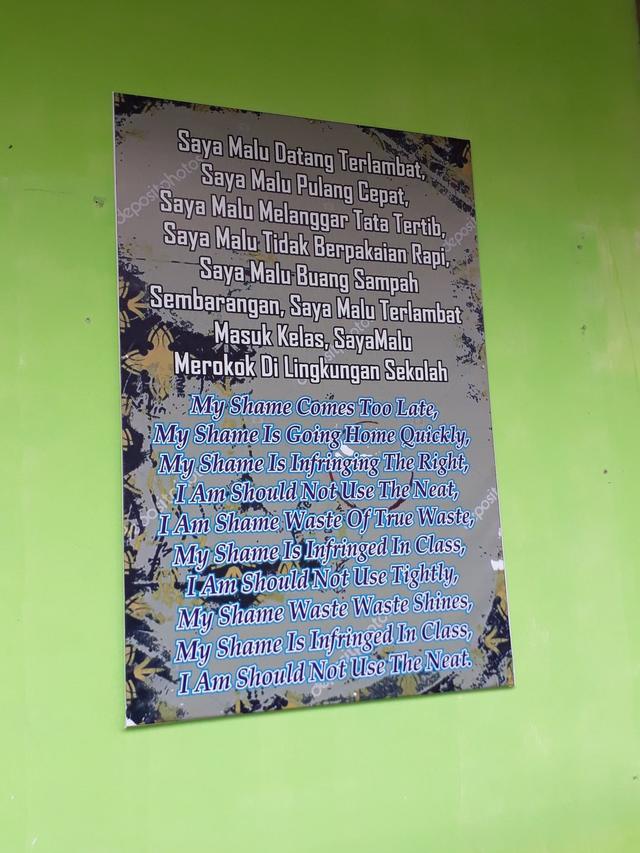 Saya Malu Datang Terlambat,
Saya Malu Pulang Cepat,
Saya Malu Melanggar Tata Tertib,
Saya Malu Tidak Berpakaian Rapi,
Saya Malu Buang Sampah
Sembarangan, Saya Malu Terlambat
Masuk Kelas, SayaMalu
Merokok Di Lingkungan Sekolah
My Shame Comes Too Late,
My Shame Is Going Home Quickly,
My Shame Is Infringing The Right,
I Am Should Not Use The Neat,
I Am Shame Waste Of True Waste,
My Shame Is Infringed In Class,
I Am Should Not Use Tightly,
My Shame Waste Waste Shines,
My Shame Is Infringed In Class,
I Am Should Not Use The Neat.